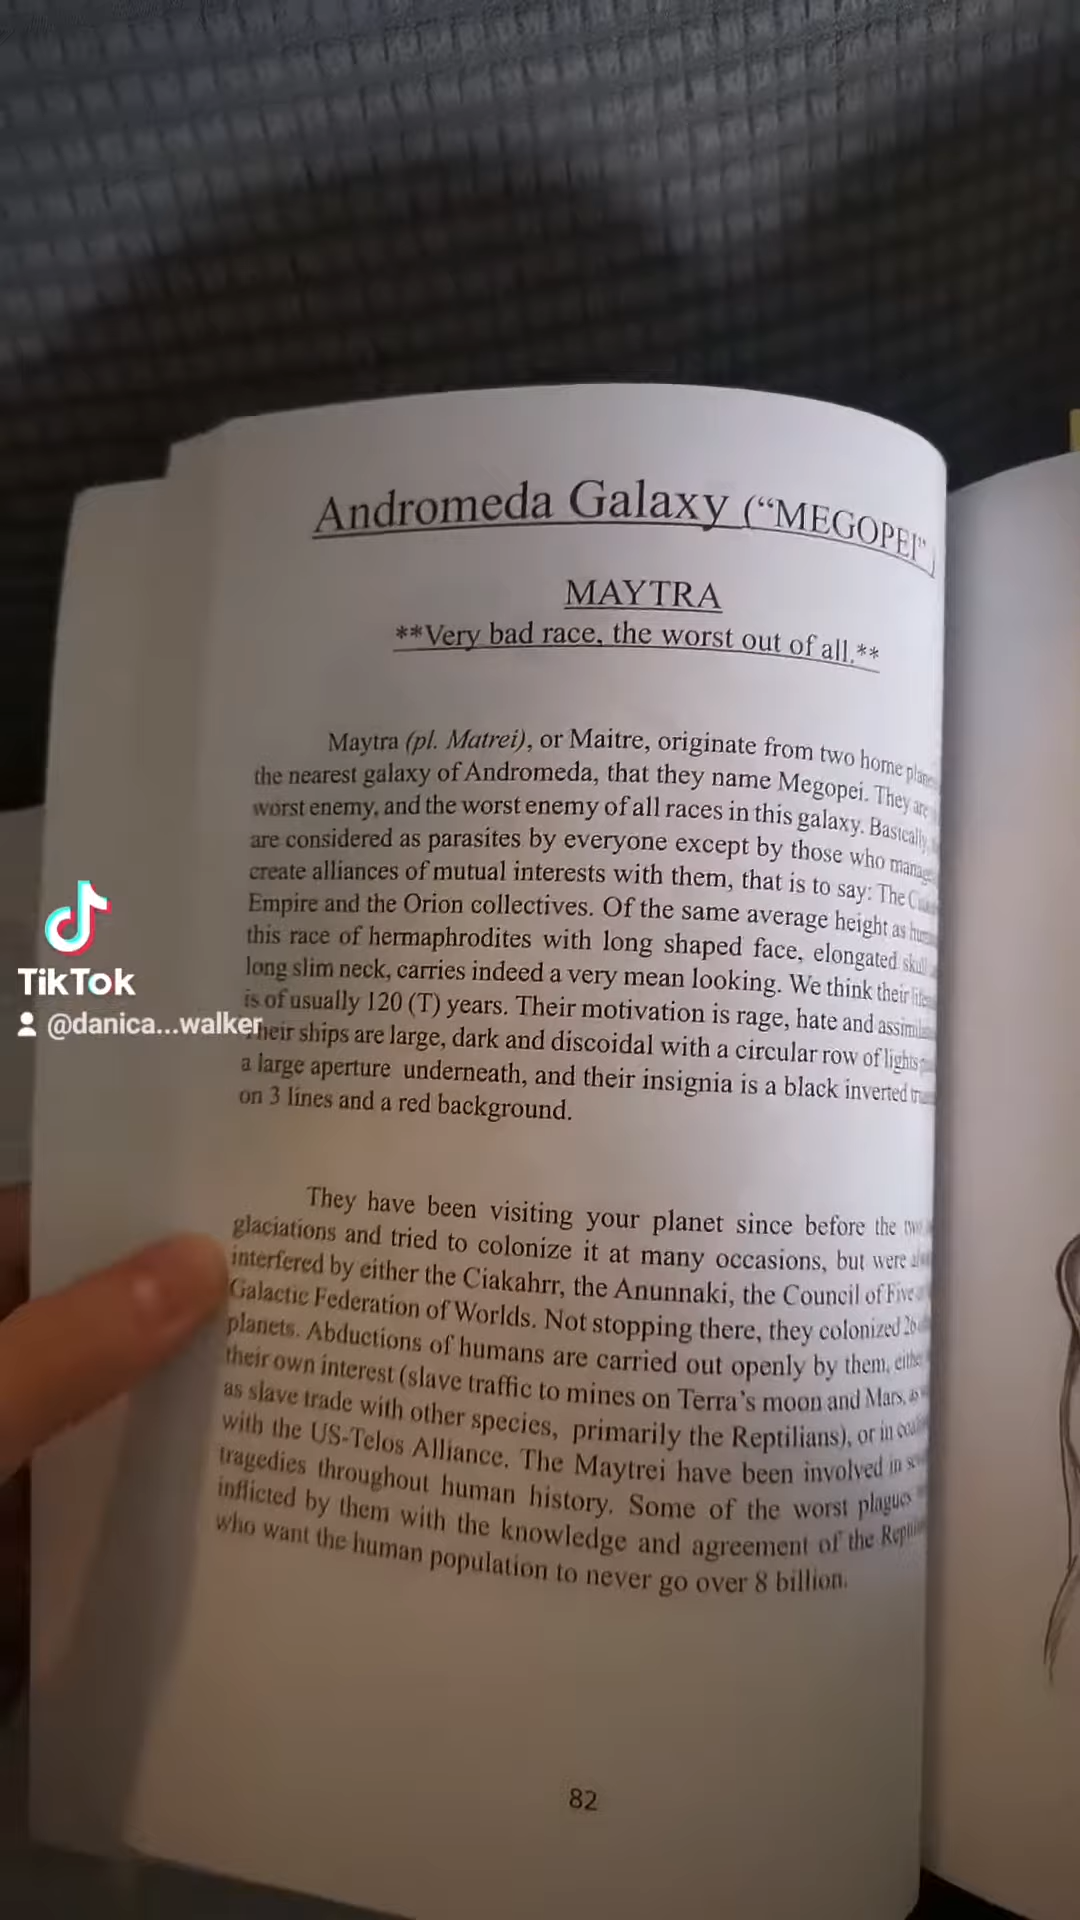 Andromeda Galaxy ("MEGOPEI"
MAYTRA
**Very bad race, the worst out of all.**
Maytra (pl. Matrei), or Maitre, originate from two home
the nearest galaxy of Andromeda, that they name Megopei. They are
worst enemy, and the worst enemy of all races in this galaxy. Bascally,
are considered as parasites by everyone except by those who
create alliances of mutual interests with them, that is to say: The
Empire and the Orion collectives. Of the same average height as
this race of hermaphrodites with long shaped face, elongated
long slim neck, carries indeed a very mean looking. We think their
is of usually 120 (T) years. Their motivation is rage, hate and
heir ships are large, dark and discoidal with a circular row of lights
a large aperture underneath, and their insignia is a black inverted
on 3 lines and a red background.
They have been visiting your planet since before the
glaciations and tried to colonize it at many occasions, but were
interfered by either the Ciakahrr, the Anunnaki, the Council of Five
Galactic Federation of Worlds. Not stopping there, they colonized 26
planets. Abductions of humans are carried out openly by them,
their own interest (slave traffic to mines on Terra's moon and Mars,
as slave trade with other species, primarily the Reptilians), or in
with the US-Telos Alliance. The Maytrei have been involved in
tragedies throughout human history. Some of the worst plagues
inflicted by them with the knowledge and agreement of the
who want the human population to never go over 8 billion.
82
TikTok
@danica...walker